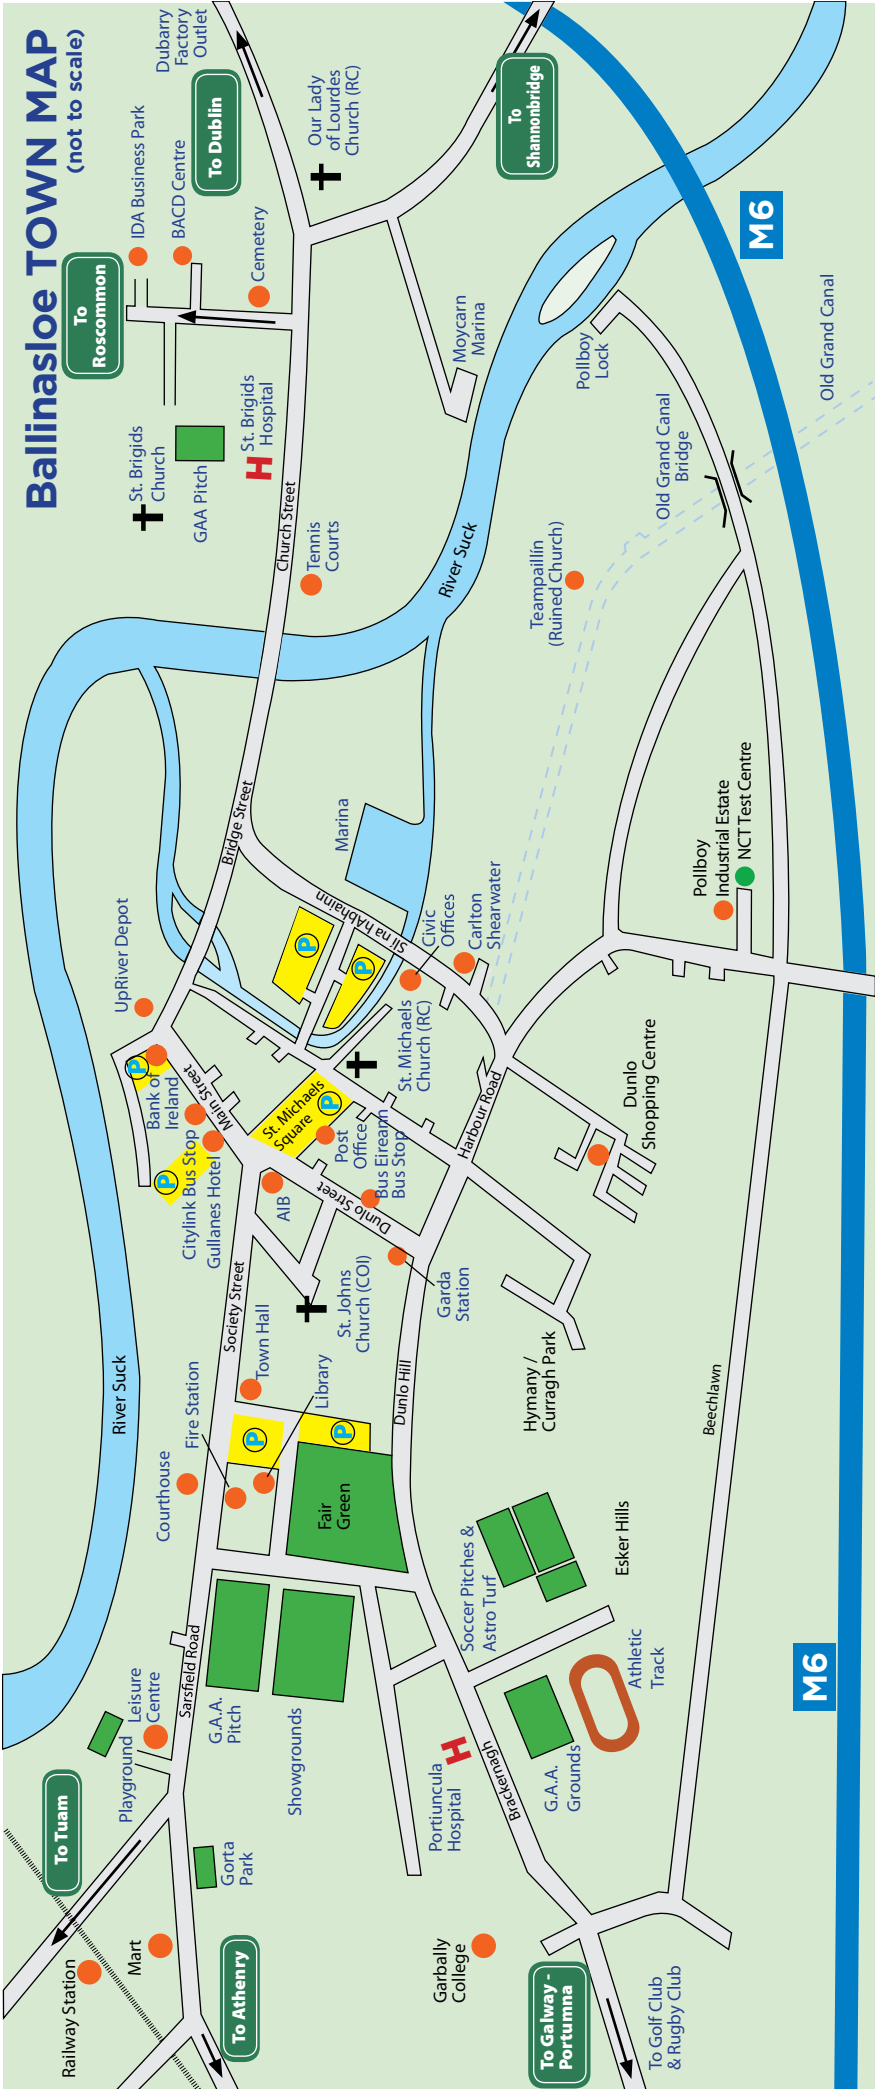 Ballinasloe TOWN MAP
(not to scale)
Railway Station
Mart
To Tuam
To Athenry
Gorta
Park
Playground
Leisure
Centre
Sarsfield Road
G.A.A.
Pitch
Showgrounds
River Suck
Courthouse
Fire Station
Library
Town Hall
Society Street
Fair
Green
P
P
Dunlo Hill
St. Johns
Church (COI)
Citylink Bus Stop
Gullanes Hotel
P
Bank of
Ireland
P
Main Street
UpRiver Depot
AIB
Dunlo Street
St. Michaels
Square
P
Post
Office
Bus Eireann
Bus Stop
Garda
Station
St. Michaels
Church (RC)
P
P
Bridge Street
Slí na hAbhainn
Marina
Civic
Offices
Carlton
Shearwater
Harbour Road
Dunlo
Shopping Centre
Hymany /
Curragh Park
Church Street
Tennis
Courts
River Suck
St. Brigids
Church
GAA Pitch
H
St. Brigids
Hospital
To
Roscommon
IDA Business Park
BACD Centre
Cemetery
To Dublin
Dubarry
Factory
Outlet
Our Lady
of Lourdes
Church (RC)
To
Shannonbridge
Moycarn
Marina
Pollboy
Lock
M6
Old Grand Canal
Old Grand Canal
Bridge
Teampaillín
(Ruined Church)
Pollboy
Industrial Estate
NCT Test Centre
Beechlawn
Esker Hills
Soccer Pitches &
Astro Turf
Athletic
Track
G.A.A.
Grounds
Portiuncula
Hospital
H
Brackernagh
Garbally
College
To Galway -
Portumna
To Golf Club
& Rugby Club
M6